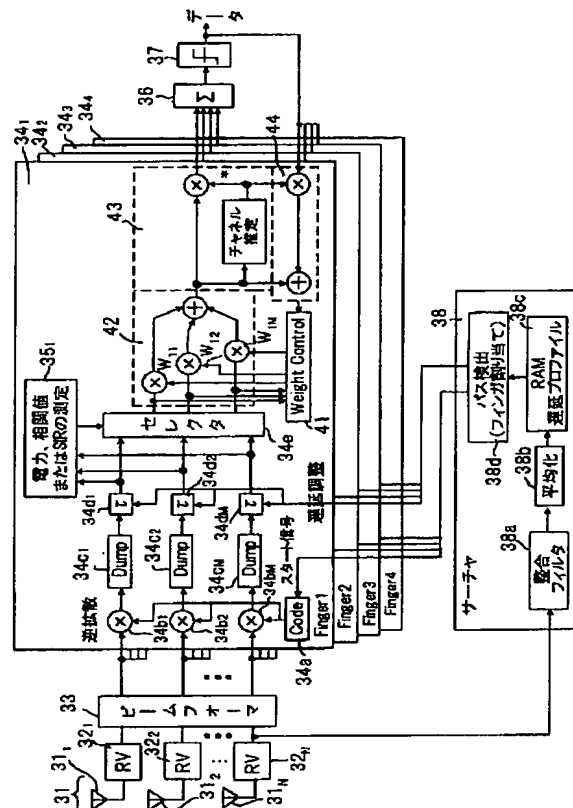 31
31₁
31₂
31N
RV
32₁
RV
32₂
RV
32N
33
ビームフォーマ
逆拡散
34b₁
34b₂
34bM
Code
34a
スタート信号
Dump
34c₁
Dump
34c₂
Dump
34cN
τ
34d₁
τ
34d₂
τ
34dM
遅延調整
電力、相関値
またはSIRの測定
35₁
セレクタ
34e
42
W₁₁
W₁₂
W₁N
Weight Control
41
43
チャネル
推定
*
44
34₁
34₂
34₃
34₄
Finger1
Finger2
Finger3
Finger4
36
Σ
37
データ
サーチャ
38
整合
フィルタ
38a
平均化
38b
RAM
遅延プロファイル
38c
パス検出
(フィンガ割り当て)
38d